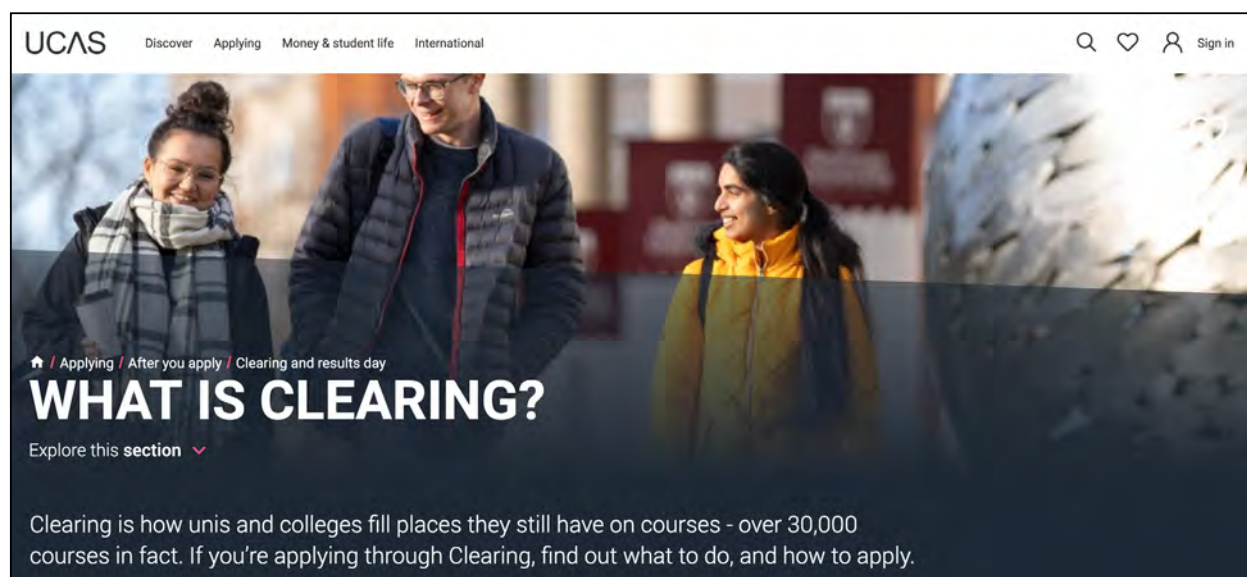 UCAS Discover Applying Money & student life International Sign in
/ Applying / After you apply / Clearing and results day
WHAT IS CLEARING?
Explore this section
Clearing is how unis and colleges fill places they still have on courses - over 30,000
courses in fact. If you’re applying through Clearing, find out what to do, and how to apply.